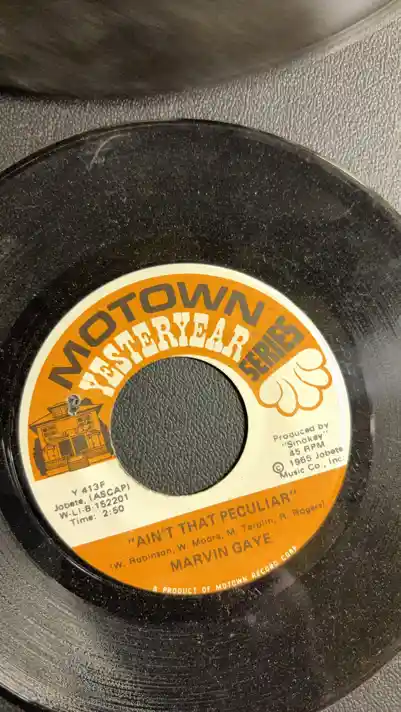 MOTOWN
YESTERYEAR
SERIES
Y 413F
Jobete, (ASCAP)
W-LI-B-152201
Time: 2:50
Produced by
"Smokey"
45 RPM
© 1965 Jobete
Music Co., Inc.
"AIN'T THAT PECULIAR"
(W. Robinson, W. Moore, M. Tarplin, R. Rogers)
MARVIN GAYE
A PRODUCT OF MOTOWN RECORD CORP.